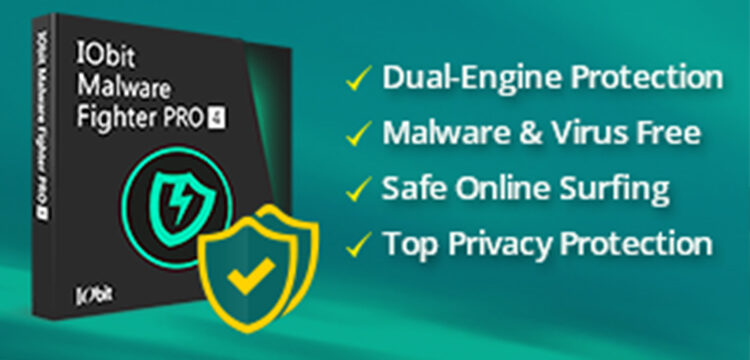 IObit
Malware
Fighter PRO 4
IObit Malware Fighter PRO 4
IObit
Dual-Engine Protection
Malware & Virus Free
Safe Online Surfing
Top Privacy Protection